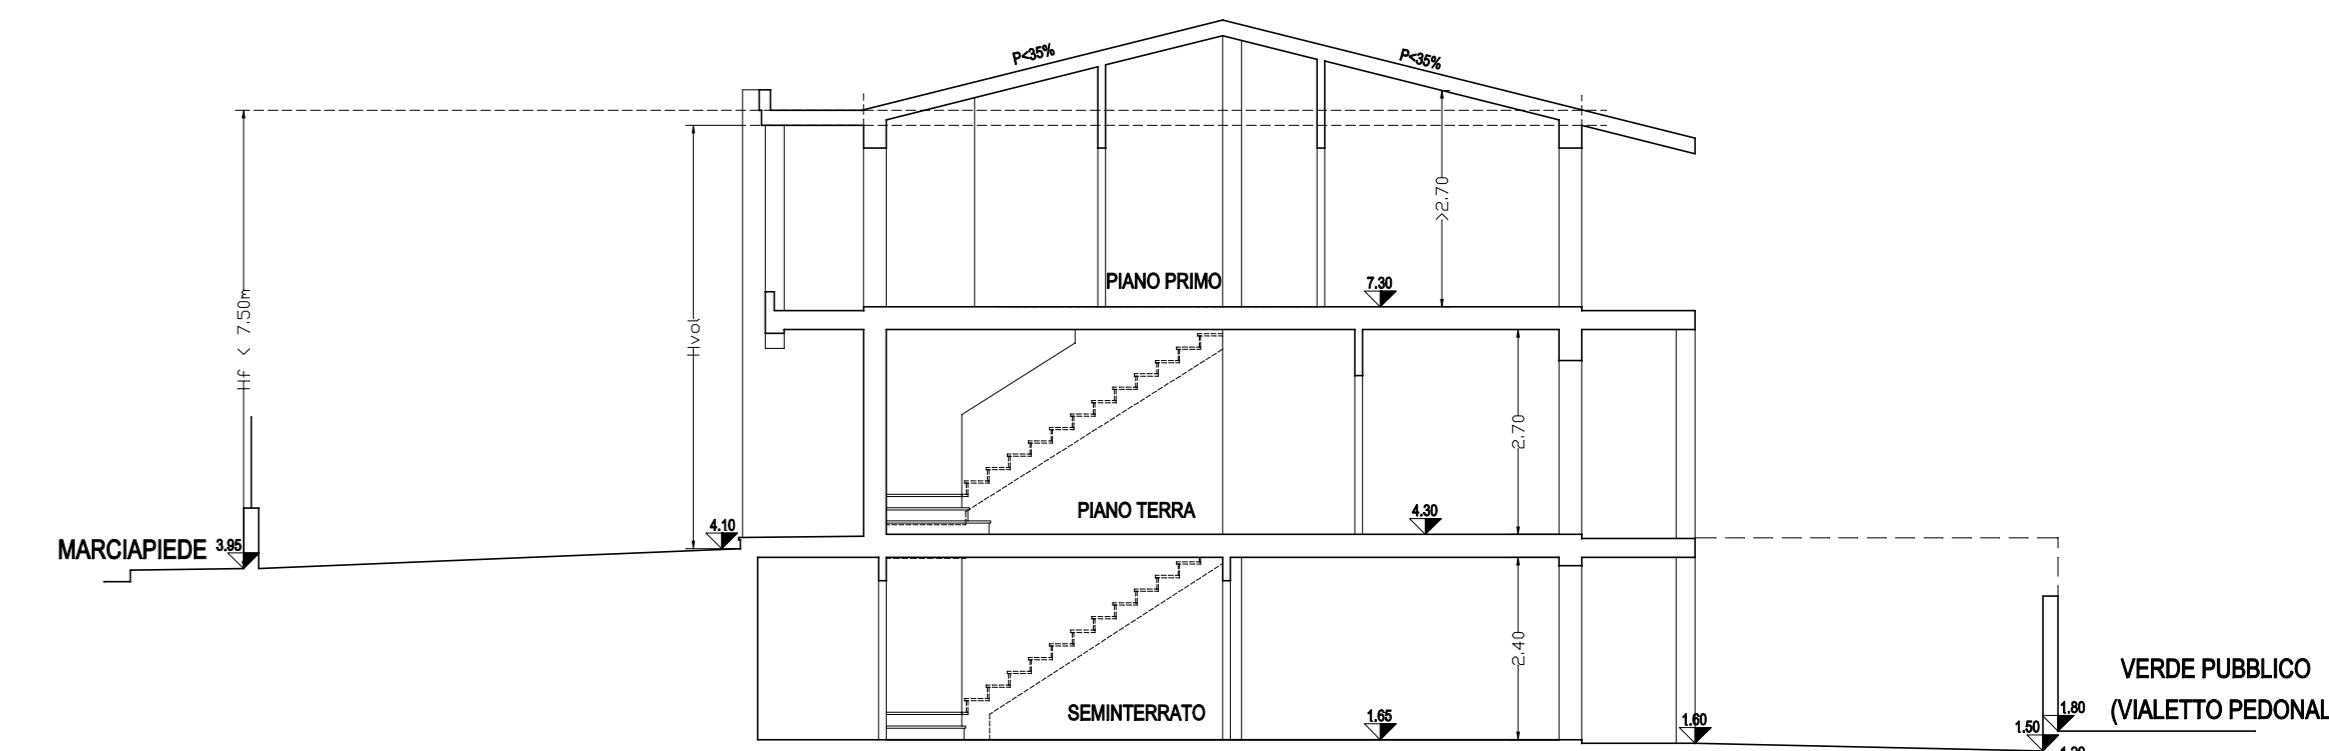 P<35%
P<35%
>2,70
PIANO PRIMO
7.30
Hf < 7,50m
Hvol
2,70
PIANO TERRA
4.30
4.10
MARCIAPIEDE 3.95
2,40
VERDE PUBBLICO
SEMINTERRATO
1.65
1.60
1.80
(VIALETTO PEDONAL
1.50